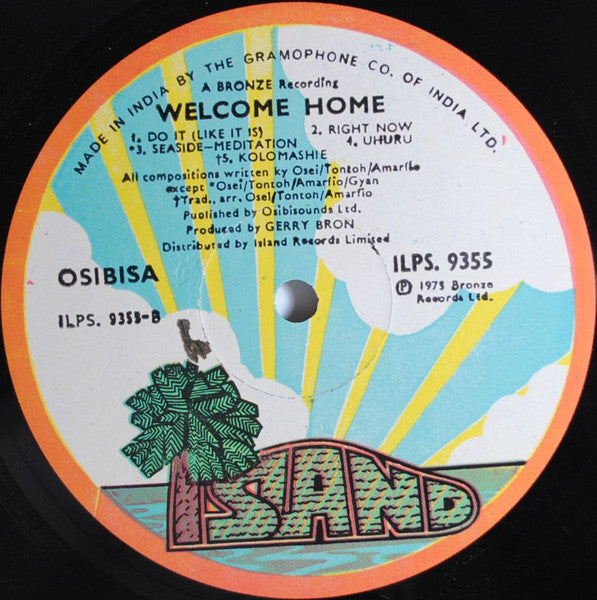 MADE IN INDIA BY THE GRAMOPHONE CO. OF INDIA LTD.
A BRONZE Recording
WELCOME HOME
1. DO IT (LIKE IT IS) 2. RIGHT NOW
*3. SEASIDE—MEDITATION 4. UHURU
†5. KOLOMASHIE
All compositions written by Osei/Tontoh/Amarfio
except *Osei/Tontoh/Amarfio/Gyan
†Trad., arr. Osei/Tontoh/Amarfio
Puolished by Osibisounds Ltd.
Produced by GERRY BRON
Distributed by Island Records Limited
OSIBISA
ILPS. 9355
ILPS. 9355-B
Ⓟ 1975 Bronze
Records Ltd.
ISLAND